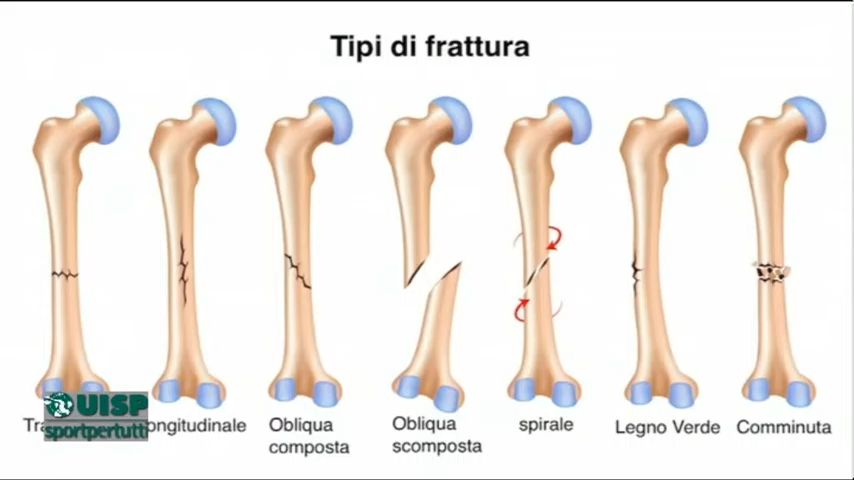 Tipi di frattura
Obliqua
composta
Obliqua
scomposta
spirale
Legno Verde
Comminuta
UISP
sportpertutti